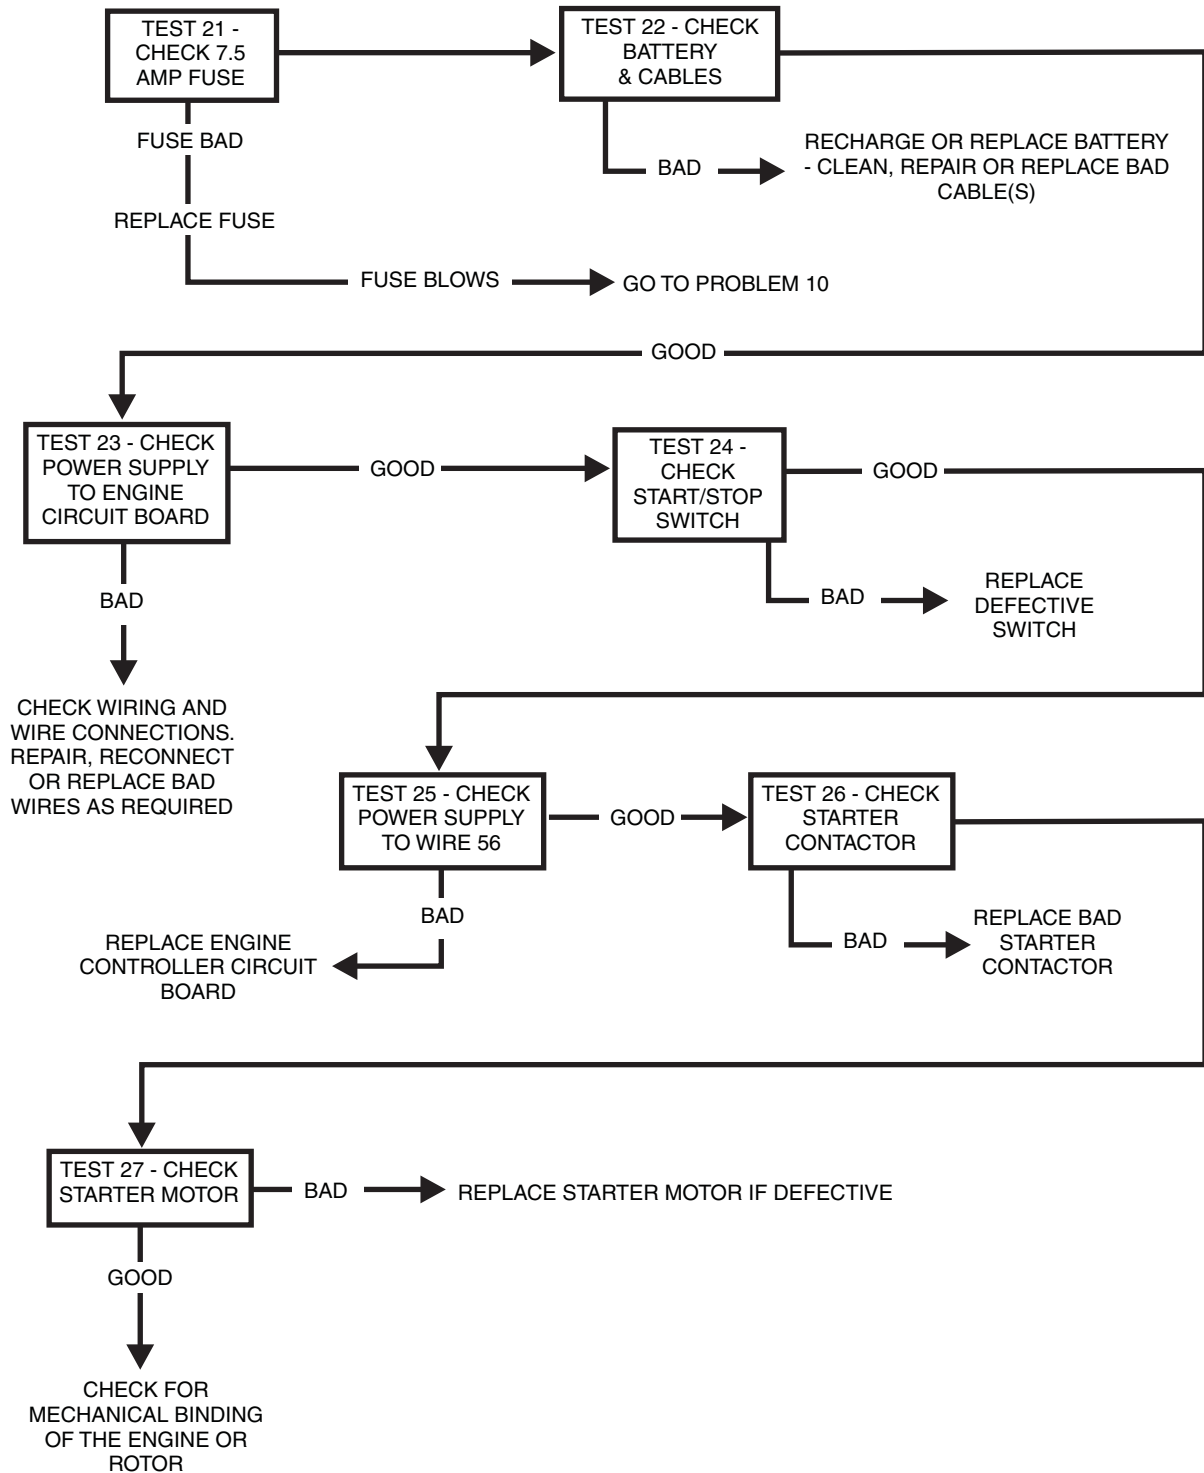 TEST 21 -
CHECK 7.5
AMP FUSE
TEST 22 - CHECK
BATTERY
& CABLES
FUSE BAD
REPLACE FUSE
FUSE BLOWS
GO TO PROBLEM 10
BAD
RECHARGE OR REPLACE BATTERY
- CLEAN, REPAIR OR REPLACE BAD
CABLE(S)
GOOD
TEST 23 - CHECK
POWER SUPPLY
TO ENGINE
CIRCUIT BOARD
GOOD
TEST 24 -
CHECK
START/STOP
SWITCH
GOOD
BAD
CHECK WIRING AND
WIRE CONNECTIONS.
REPAIR, RECONNECT
OR REPLACE BAD
WIRES AS REQUIRED
BAD
REPLACE
DEFECTIVE
SWITCH
TEST 25 - CHECK
POWER SUPPLY
TO WIRE 56
GOOD
TEST 26 - CHECK
STARTER
CONTACTOR
BAD
REPLACE ENGINE
CONTROLLER CIRCUIT
BOARD
BAD
REPLACE BAD
STARTER
CONTACTOR
TEST 27 - CHECK
STARTER MOTOR
BAD
REPLACE STARTER MOTOR IF DEFECTIVE
GOOD
CHECK FOR
MECHANICAL BINDING
OF THE ENGINE OR
ROTOR